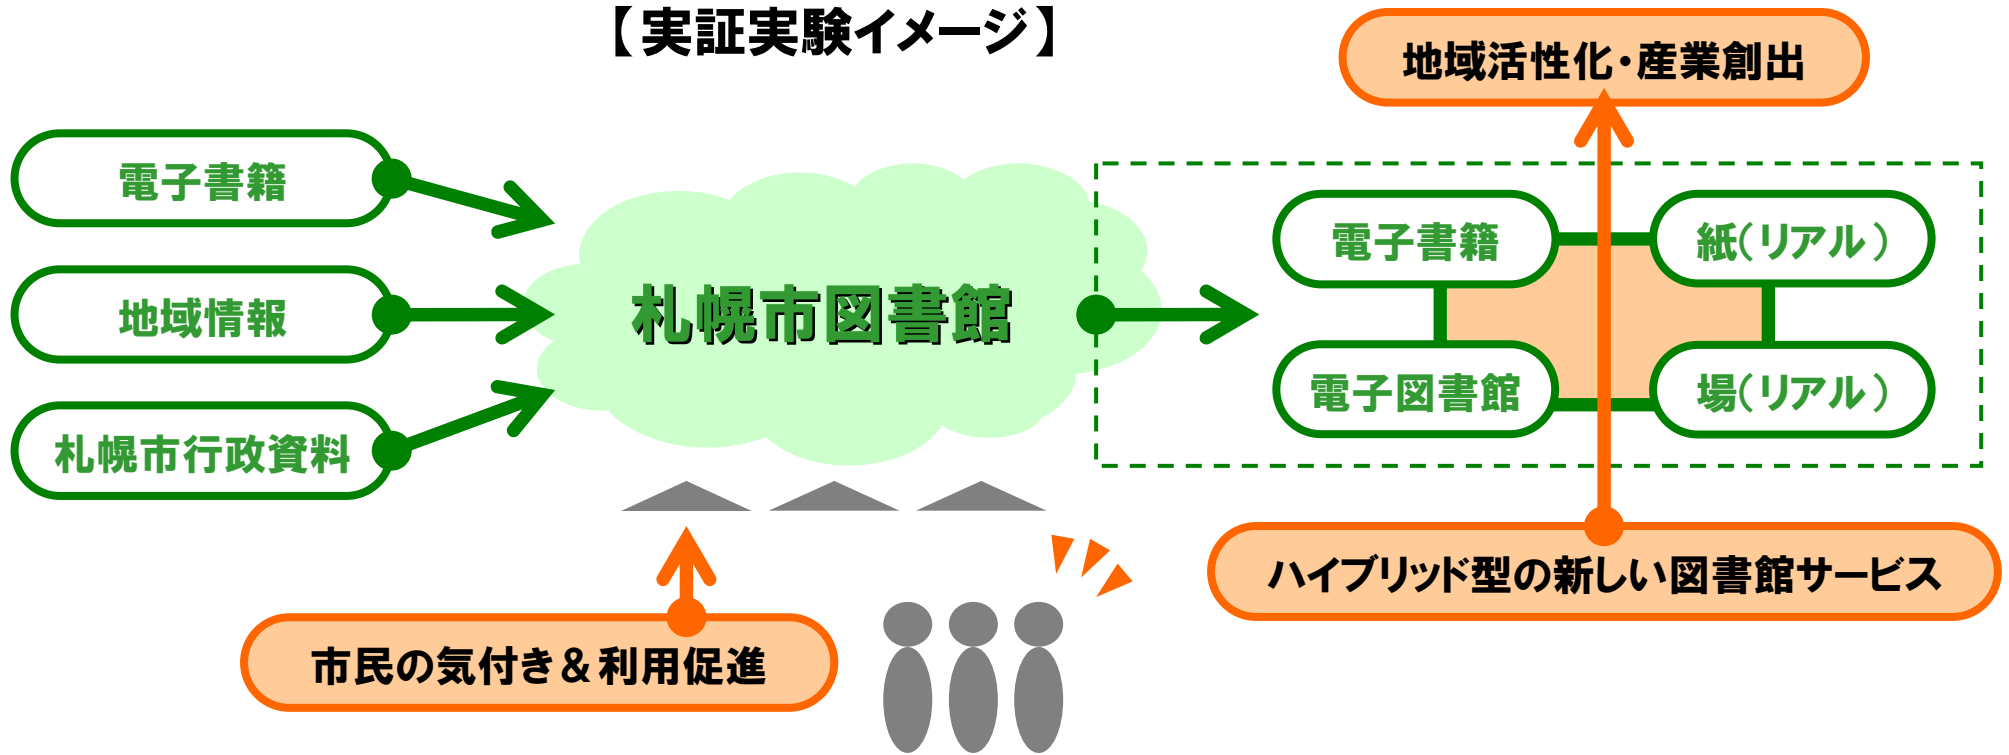 【実証実験イメージ】
地域活性化・産業創出
電子書籍
地域情報
札幌市行政資料
札幌市図書館
電子書籍
紙(リアル)
電子図書館
場(リアル)
ハイブリッド型の新しい図書館サービス
市民の気付き＆利用促進